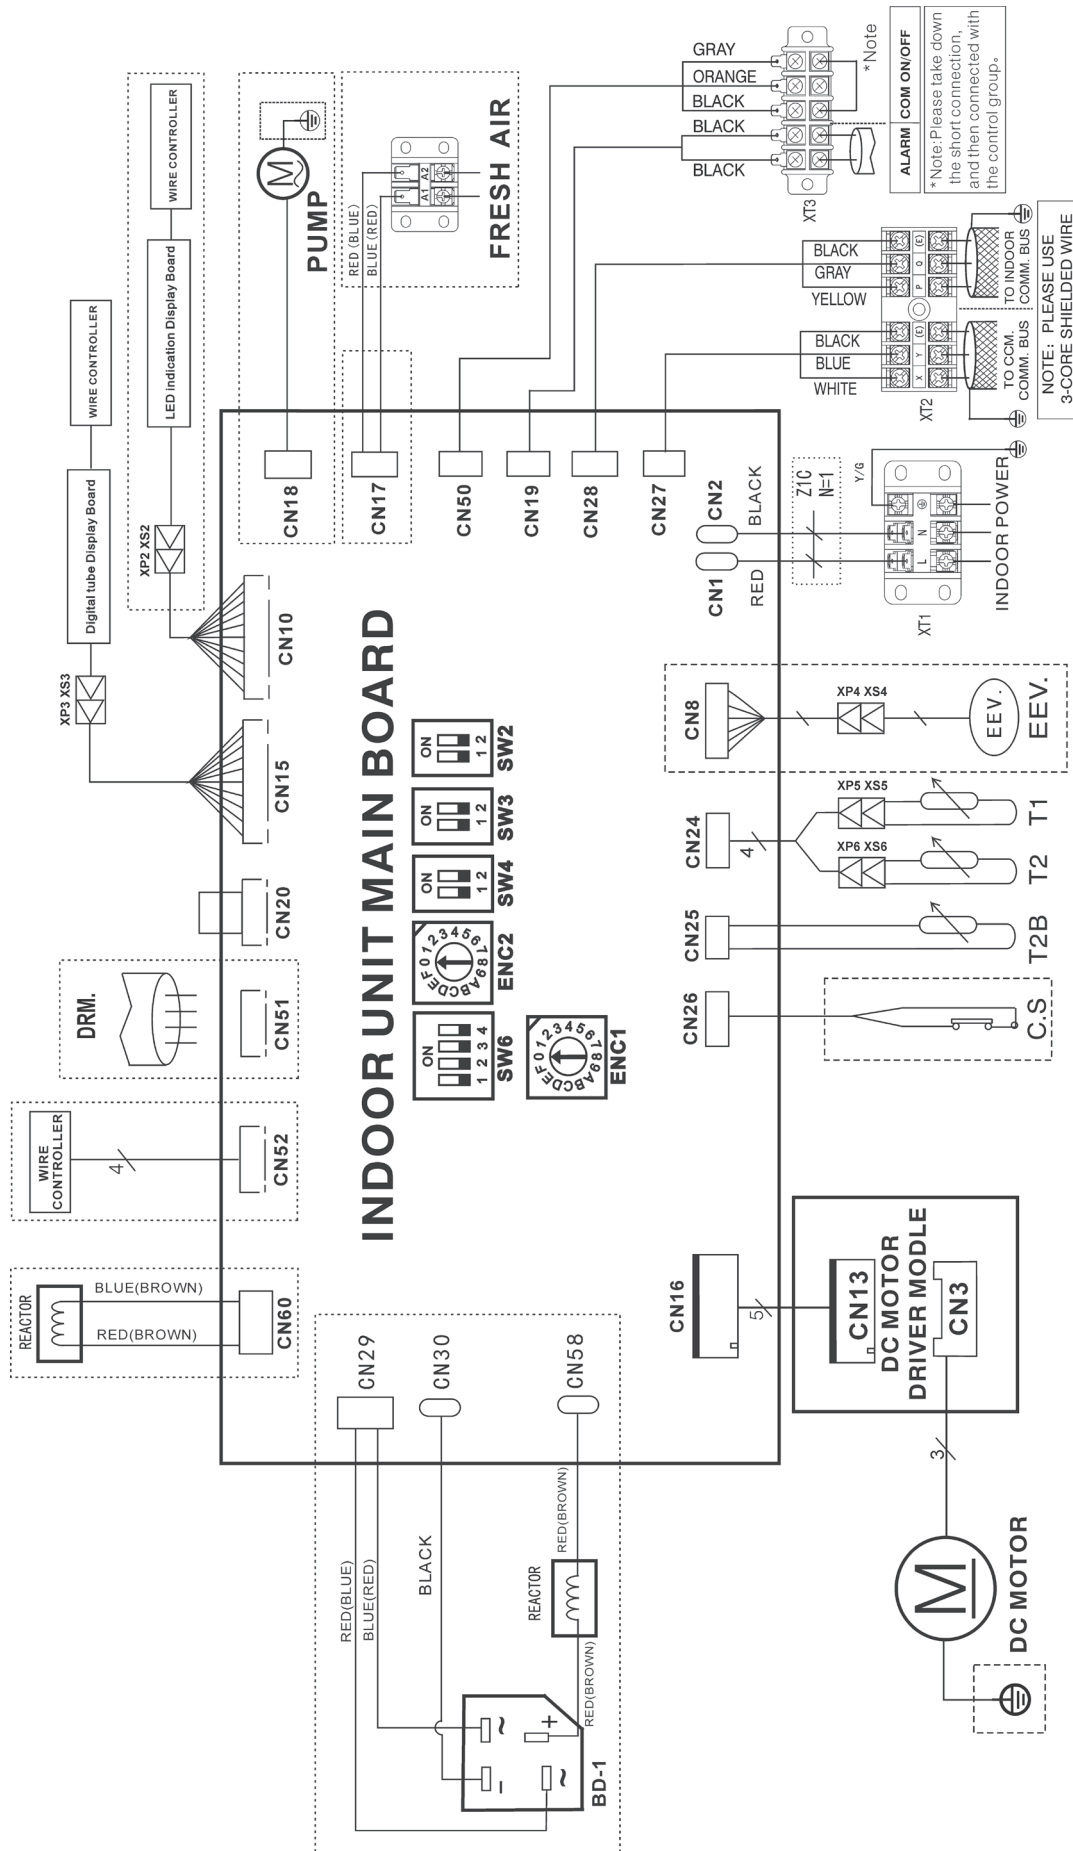 WIRE CONTROLLER
Digital tube Display Board
XP3 XS3
WIRE CONTROLLER
LED indication Display Board
XP2 XS2
CN15
CN10
CN20
DRM.
CN51
WIRE
CONTROLLER
4
CN52
REACTOR
BLUE(BROWN)
RED(BROWN)
CN60
M
PUMP
CN18
RED(BLUE)
BLUE(RED)
A1 A2
FRESH AIR
CN17
CN50
CN19
CN28
CN27
GRAY
ORANGE
BLACK
BLACK
BLACK
XT3
*Note
ALARM
COM ON/OFF
*Note:Please take down
the short connection,
and then connected with
the control group。
BLACK
GRAY
YELLOW
BLACK
BLUE
WHITE
XT2
X Y (E) P Q (E)
TO CCM.
COMM. BUS
TO INDOOR
COMM. BUS
NOTE: PLEASE USE
3-CORE SHIELDED WIRE
CN1
CN2
RED
BLACK
Z1C
N=1
Y/G
XT1
L N
INDOOR POWER
INDOOR UNIT MAIN BOARD
ON
1 2
SW2
ON
1 2
SW3
ON
1 2
SW4
0123456789ABCDEF
ENC2
ON
1 2 3 4
SW6
0123456789ABCDEF
ENC1
CN8
XP4 XS4
EEV.
EEV.
CN24
4
XP5 XS5
T1
XP6 XS6
T2
CN25
T2B
CN26
C.S
CN16
5
CN13
DC MOTOR
DRIVER MODLE
CN3
3
M
DC MOTOR
CN29
CN30
CN58
RED(BLUE)
BLUE(RED)
BLACK
RED(BROWN)
REACTOR
RED(BROWN)
~
+
–
~
BD-1